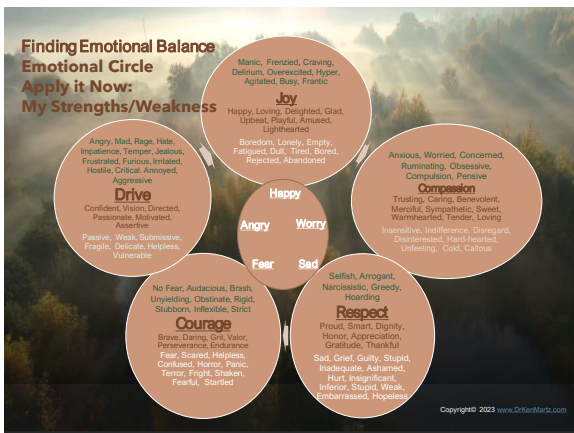 Finding Emotional Balance
Emotional Circle
Apply it Now:
My Strengths/Weakness
Manic, Frenzied, Craving,
Delirium, Overexcited, Hyper,
Agitated, Busy, Frantic
Joy
Happy, Loving, Delighted, Glad,
Upbeat, Playful, Amused,
Lighthearted
Boredom, Lonely, Empty,
Fatigued, Dull, Tired, Bored,
Rejected, Abandoned
Angry, Mad, Rage, Hate,
Impatience, Temper, Jealous,
Frustrated, Furious, Irritated,
Hostile, Critical, Annoyed,
Aggressive
Drive
Confident, Vision, Directed,
Passionate, Motivated,
Assertive
Passive, Weak, Submissive,
Fragile, Delicate, Helpless,
Vulnerable
Anxious, Worried, Concerned,
Ruminating, Obsessive,
Compulsion, Pensive
Compassion
Trusting, Caring, Benevolent,
Merciful, Sympathetic, Sweet,
Warmhearted, Tender, Loving
Insensitive, Indifference, Disregard,
Disinterested, Hard-hearted,
Unfeeling, Cold, Callous
Happy
Angry
Worry
Fear
Sad
No Fear, Audacious, Brash,
Unyielding, Obstinate, Rigid,
Stubborn, Inflexible, Strict
Courage
Brave, Daring, Grit, Valor,
Perseverance, Endurance
Fear, Scared, Helpless,
Confused, Horror, Panic,
Terror, Fright, Shaken,
Fearful, Startled
Selfish, Arrogant,
Narcissistic, Greedy,
Hoarding
Respect
Proud, Smart, Dignity,
Honor, Appreciation,
Gratitude, Thankful
Sad, Grief, Guilty, Stupid,
Inadequate, Ashamed,
Hurt, Insignificant,
Inferior, Stupid, Weak,
Embarrassed, Hopeless
Copyright© 2023 www.DrKenMartz.com